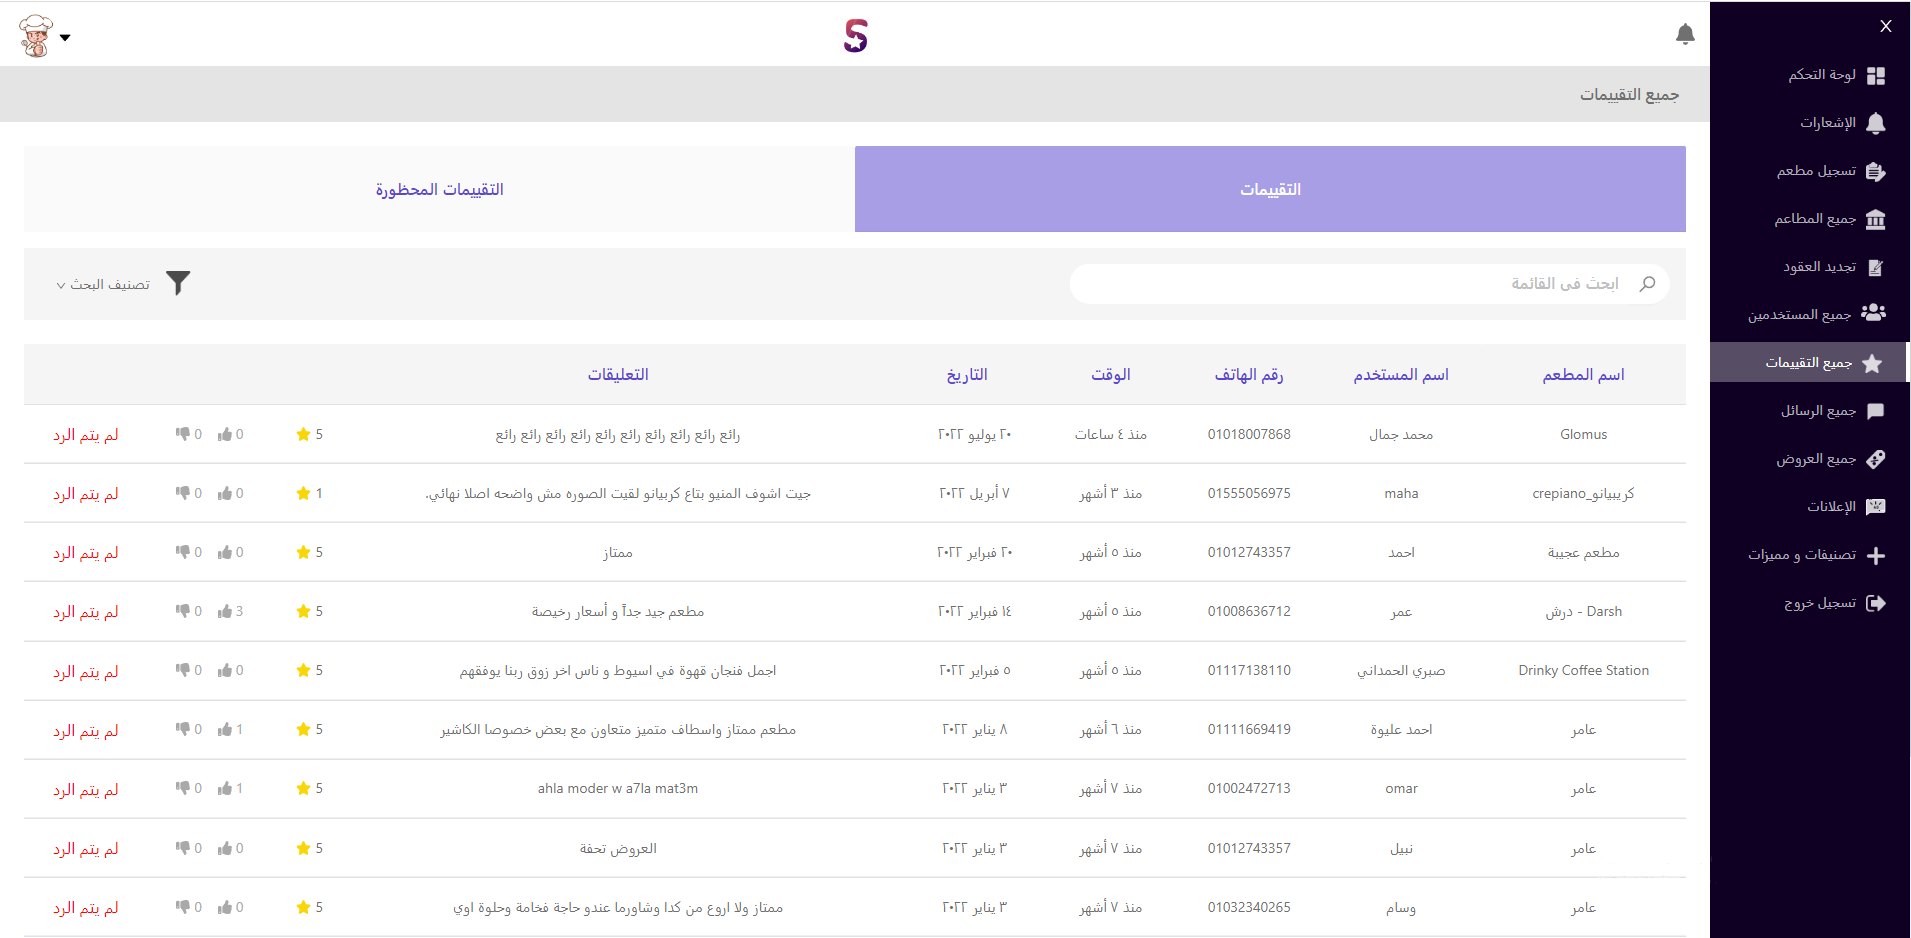 X
لوحة التحكم
الإشعارات
تسجيل مطعم
جميع المطاعم
تجديد العقود
جميع المستخدمين
جميع التقييمات
جميع الرسائل
جميع العروض
الإعلانات
تصنيفات و مميزات
تسجيل خروج
S
جميع التقييمات
التقييمات
التقييمات المحظورة
ابحث فى القائمة
تصنيف البحث
اسم المطعم اسم المستخدم رقم الهاتف الوقت التاريخ التعليقات
Glomus محمد جمال 01018007868 منذ ٤ ساعات ٢٠ يوليو ٢٠٢٢ رائع رائع رائع رائع رائع رائع رائع رائع رائع رائع 5 0 0 لم يتم الرد
كريبيانو_crepiano maha 01555056975 منذ ٣ أشهر ٧ أبريل ٢٠٢٢ جيت اشوف المنيو بتاع كربيانو لقيت الصوره مش واضحه اصلا نهائي. 1 0 0 لم يتم الرد
مطعم عجيبة احمد 01012743357 منذ ٥ أشهر ٢٠ فبراير ٢٠٢٢ ممتاز 5 0 0 لم يتم الرد
Darsh - درش عمر 01008636712 منذ ٥ أشهر ١٤ فبراير ٢٠٢٢ مطعم جيد جداً و أسعار رخيصة 5 3 0 لم يتم الرد
Drinky Coffee Station صبري الحمداني 01117138110 منذ ٥ أشهر ٥ فبراير ٢٠٢٢ اجمل فنجان قهوة في اسيوط و ناس اخر زوق ربنا يوفقهم 5 0 0 لم يتم الرد
عامر احمد عليوة 01111669419 منذ ٦ أشهر ٨ يناير ٢٠٢٢ مطعم ممتاز واسطاف متميز متعاون مع بعض خصوصا الكاشير 5 1 0 لم يتم الرد
عامر omar 01002472713 منذ ٧ أشهر ٣ يناير ٢٠٢٢ ahla moder w a7la mat3m 5 1 0 لم يتم الرد
عامر نبيل 01012743357 منذ ٧ أشهر ٣ يناير ٢٠٢٢ العروض تحفة 5 0 0 لم يتم الرد
عامر وسام 01032340265 منذ ٧ أشهر ٣ يناير ٢٠٢٢ ممتاز ولا اروع من كدا وشاورما عندو حاجة فخامة وحلوة اوي 5 0 0 لم يتم الرد